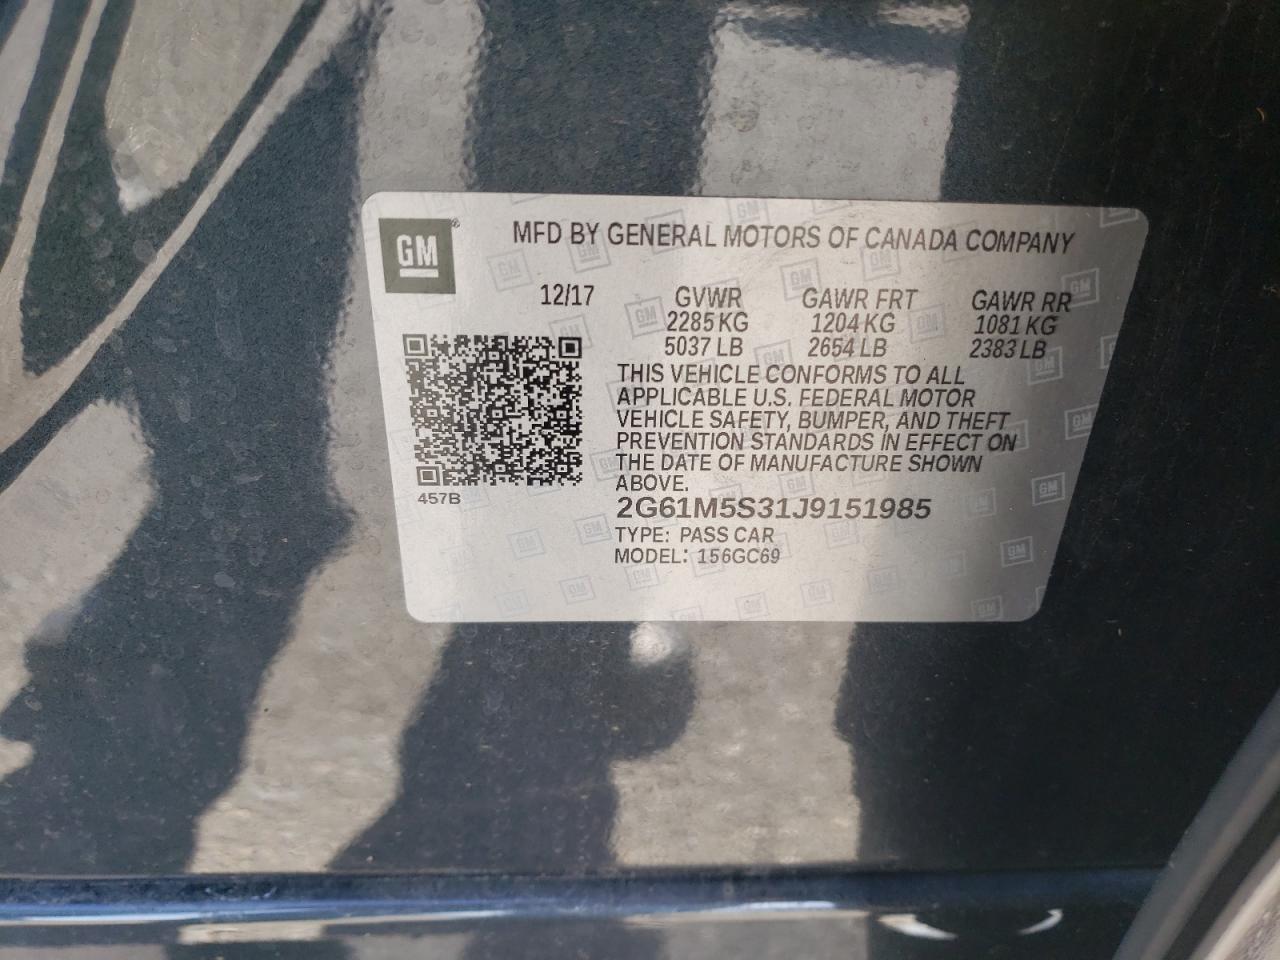 GM ® MFD BY GENERAL MOTORS OF CANADA COMPANY
12/17 GVWR GAWR FRT GAWR RR
2285 KG 1204 KG 1081 KG
5037 LB 2654 LB 2383 LB
THIS VEHICLE CONFORMS TO ALL
APPLICABLE U.S. FEDERAL MOTOR
VEHICLE SAFETY, BUMPER, AND THEFT
PREVENTION STANDARDS IN EFFECT ON
THE DATE OF MANUFACTURE SHOWN
ABOVE.
457B
2G61M5S31J9151985
TYPE: PASS CAR
MODEL: 156GC69